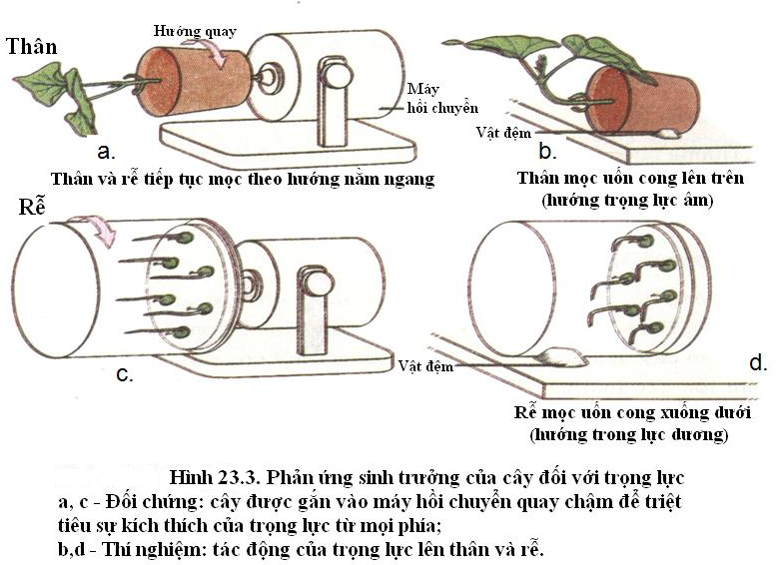 Thân
Hướng quay
Máy
hồi chuyển
Vật đệm
a.
b.
Thân và rễ tiếp tục mọc theo hướng nằm ngang
Thân mọc uốn cong lên trên
(hướng trọng lực âm)
Rễ
c.
Vật đệm
d.
Rễ mọc uốn cong xuống dưới
(hướng trong lực dương)
Hình 23.3. Phản ứng sinh trưởng của cây đối với trọng lực
a, c - Đối chứng: cây được gắn vào máy hồi chuyển quay chậm để triệt
tiêu sự kích thích của trọng lực từ mọi phía;
b,d - Thí nghiệm: tác động của trọng lực lên thân và rễ.